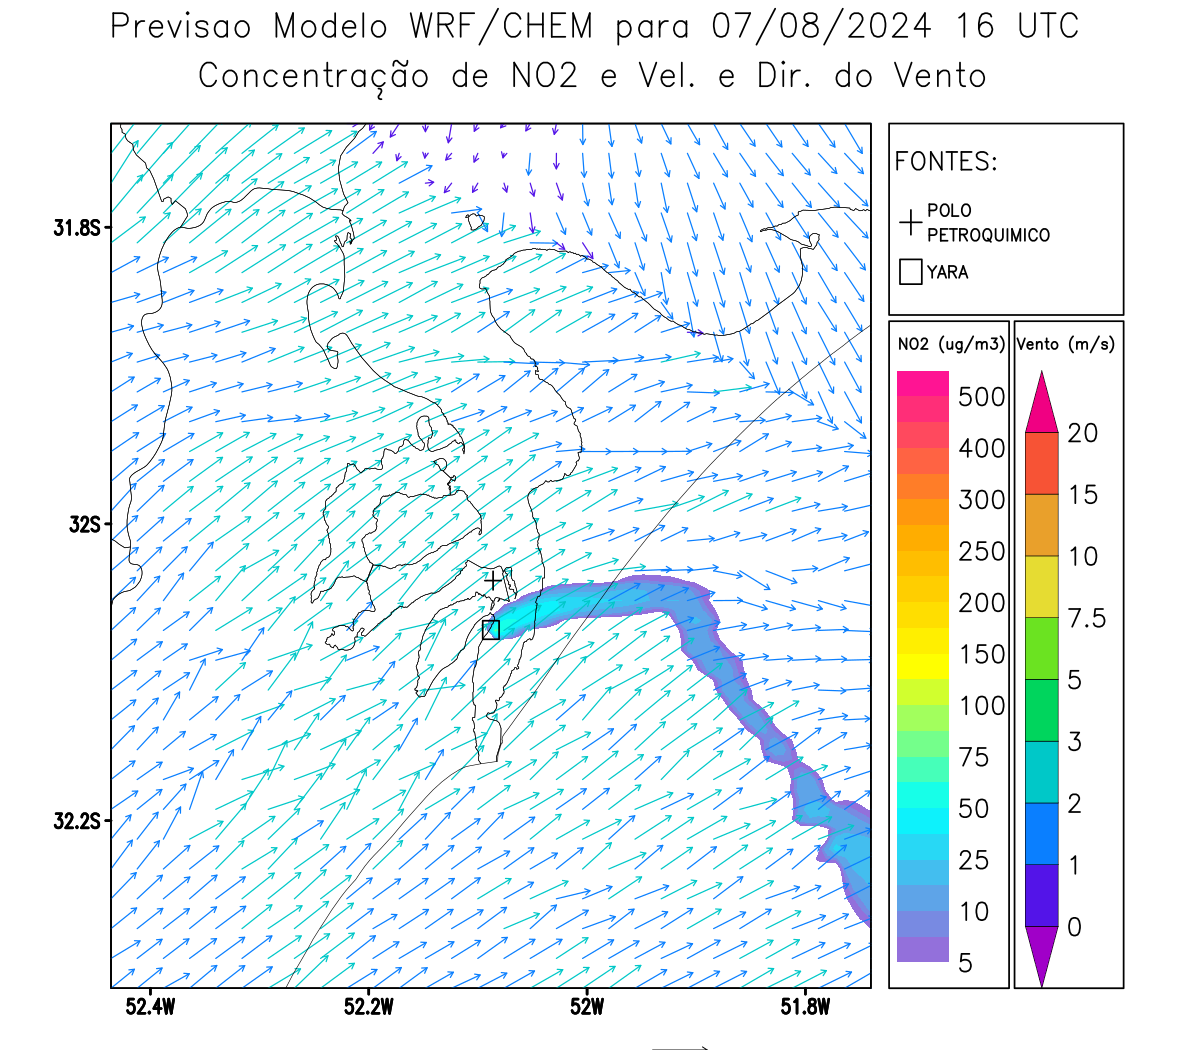 Previsao Modelo WRF/CHEM para 07/08/2024 16 UTC
Concentração de NO2 e Vel. e Dir. do Vento
FONTES:
POLO
PETROQUIMICO
YARA
NO2 (ug/m3)
500
400
300
250
200
150
100
75
50
25
10
5
Vento (m/s)
20
15
10
7.5
5
3
2
1
0
31.8S
32S
32.2S
52.4W 52.2W 52W 51.8W